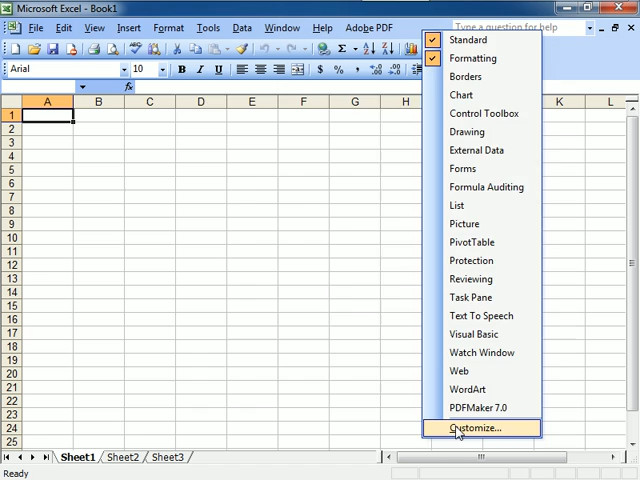 Microsoft Excel - Book1
File Edit View Insert Format Tools Data Window Help Adobe PDF
Type a question for help
Arial 10 B I U
fx
A B C D E F G H K L
1
2
3
4
5
6
7
8
9
10
11
12
13
14
15
16
17
18
19
20
21
22
23
24
25
Standard
Formatting
Borders
Chart
Control Toolbox
Drawing
External Data
Forms
Formula Auditing
List
Picture
PivotTable
Protection
Reviewing
Task Pane
Text To Speech
Visual Basic
Watch Window
Web
WordArt
PDFMaker 7.0
Customize...
Sheet1 Sheet2 Sheet3
Ready